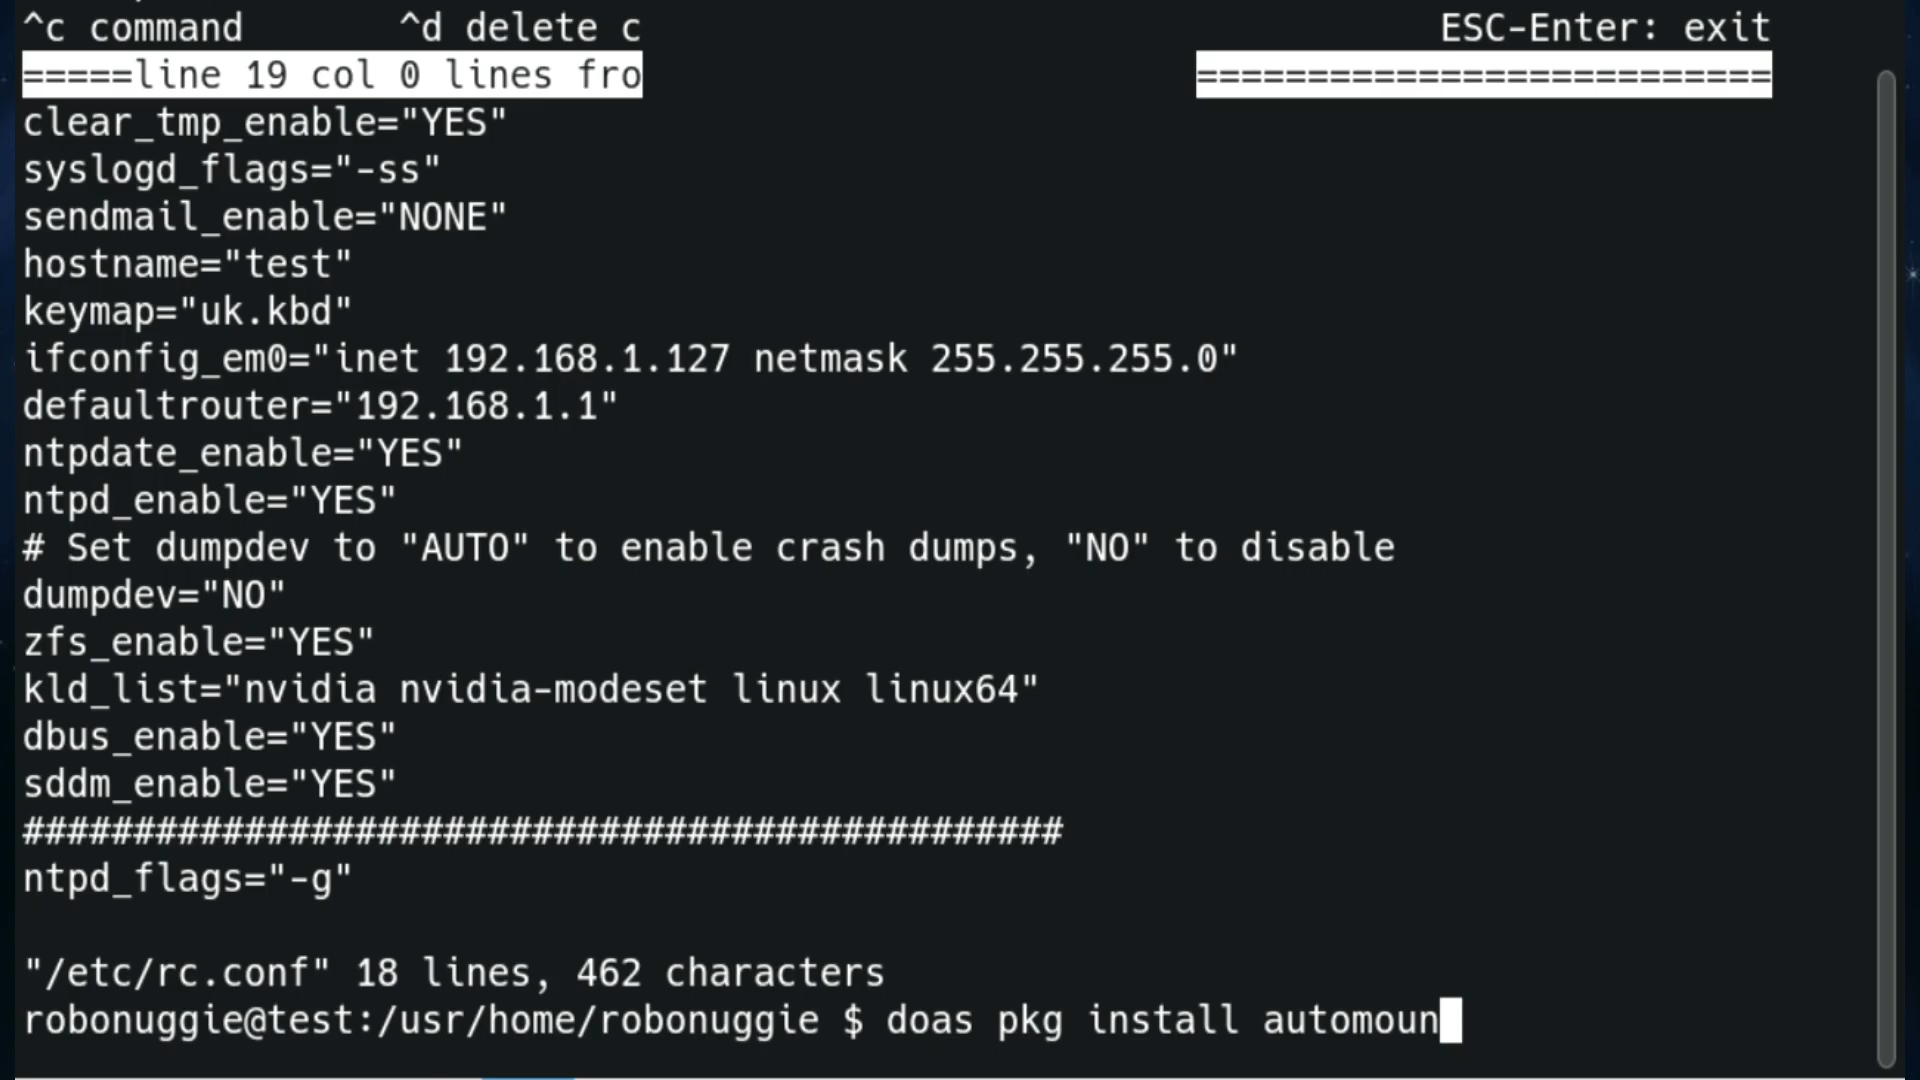 ^c command ^d delete c ESC-Enter: exit
=====line 19 col 0 lines fro ==========================
clear_tmp_enable="YES"
syslogd_flags="-ss"
sendmail_enable="NONE"
hostname="test"
keymap="uk.kbd"
ifconfig_em0="inet 192.168.1.127 netmask 255.255.255.0"
defaultrouter="192.168.1.1"
ntpdate_enable="YES"
ntpd_enable="YES"
# Set dumpdev to "AUTO" to enable crash dumps, "NO" to disable
dumpdev="NO"
zfs_enable="YES"
kld_list="nvidia nvidia-modeset linux linux64"
dbus_enable="YES"
sddm_enable="YES"
###############################################
ntpd_flags="-g"
"/etc/rc.conf" 18 lines, 462 characters
robonuggie@test:/usr/home/robonuggie $ doas pkg install automoun